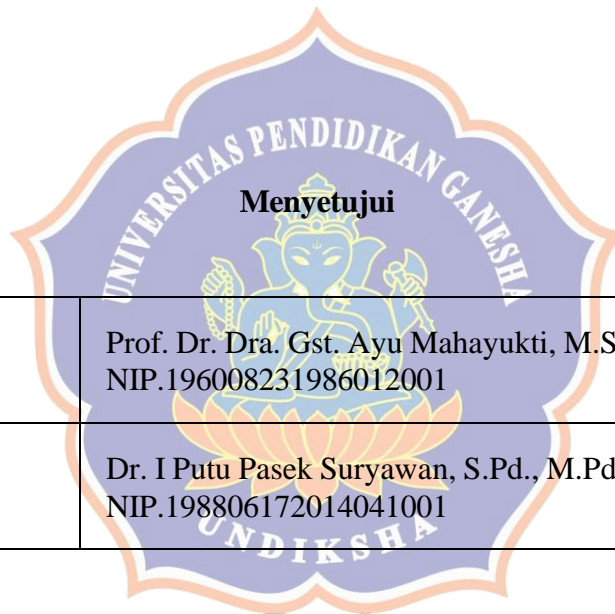 UNIVERSITAS PENDIDIKAN GANESHA
Menyetujui
Prof. Dr. Dra. Gst. Ayu Mahayukti, M.S
NIP.196008231986012001
Dr. I Putu Pasek Suryawan, S.Pd., M.Pd
NIP.198806172014041001
UNDIKSHA